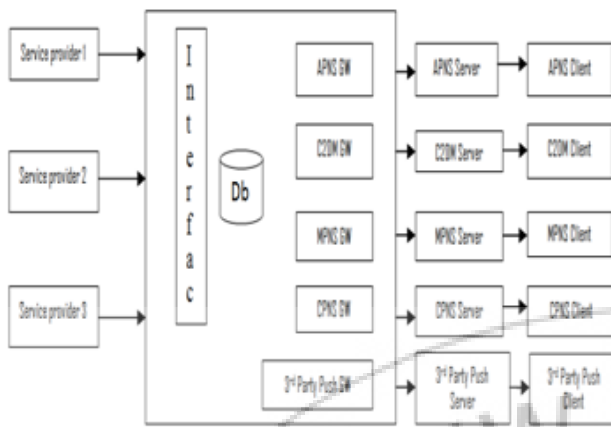 Service provider 1
Service provider 2
Service provider 3
Interfac
Db
APNS GW
APNS Server
APNS Client
C2DM GW
C2DM Server
C2DM Client
MPNS GW
MPNS Server
MPNS Client
CPNS GW
CPNS Server
CPNS Client
3rd Party Push GW
3rd Party Push
Server
3rd Party Push
Client